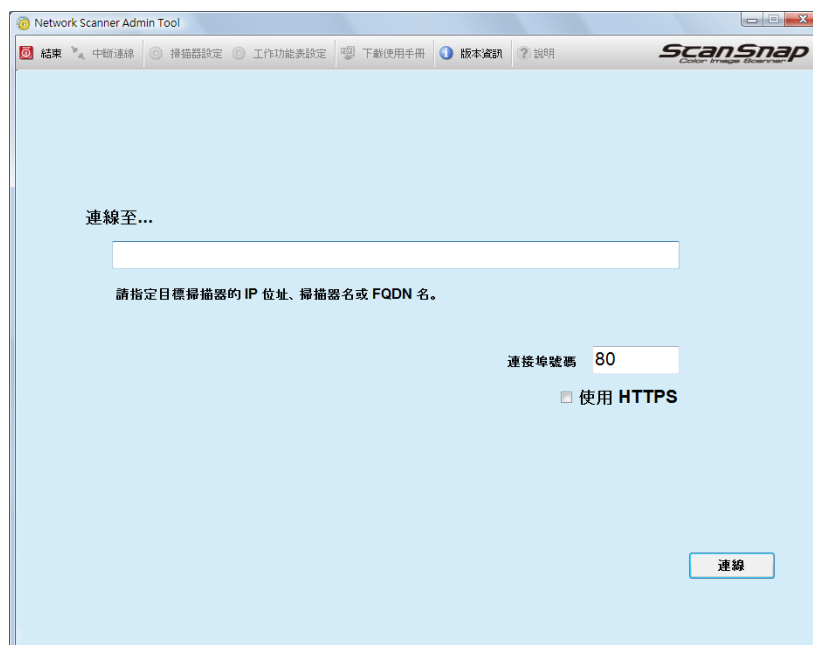 Network Scanner Admin Tool
結束 中斷連線 掃描器設定 工作功能表設定 下載使用手冊 版本資訊 說明
ScanSnap
Color Image Scanner
連線至...
請指定目標掃描器的 IP 位址、掃描器名或 FQDN 名。
連接埠號碼 80
使用 HTTPS
連線